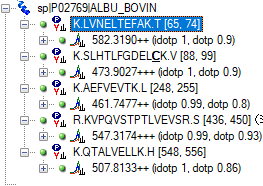 sp|P02769|ALBU_BOVIN
K.LVNELTEFAK.T [65, 74]
582.3190++ (idotp 1, dotp 0.9)
K.SLHTLFGDELCK.V [88, 99]
473.9027+++ (idotp 1, dotp 0.9)
K.AEFVEVTK.L [248, 255]
461.7477++ (idotp 0.99, dotp 0.8)
R.KVPQVSTPTLVEVSR.S [436, 450]
547.3174+++ (idotp 0.99, dotp 0.93)
K.QTALVELLK.H [548, 556]
507.8133++ (idotp 1, dotp 0.86)